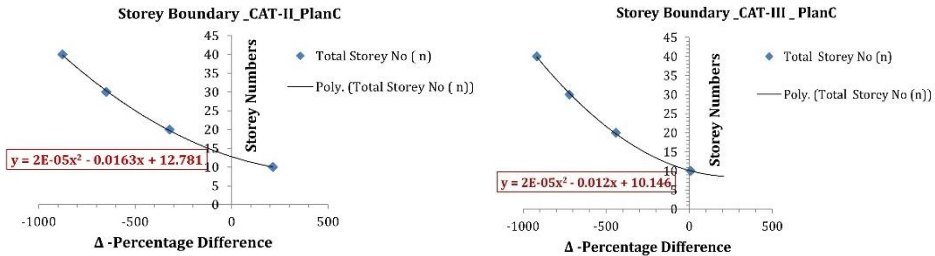 Storey Boundary _CAT-II_PlanC
45
40
35
30
25
20
15
10
5
0
-1000 -500 0 500
Storey Numbers
Δ -Percentage Difference
y = 2E-05x² - 0.0163x + 12.781
Total Storey No ( n)
Poly. (Total Storey No ( n))
Storey Boundary _CAT-III _ PlanC
45
40
35
30
25
20
15
10
5
0
-1000 -500 0 500
Storey Numbers
Δ -Percentage Difference
y = 2E-05x² - 0.012x + 10.146
Total Storey No (n)
Poly. (Total Storey No (n))